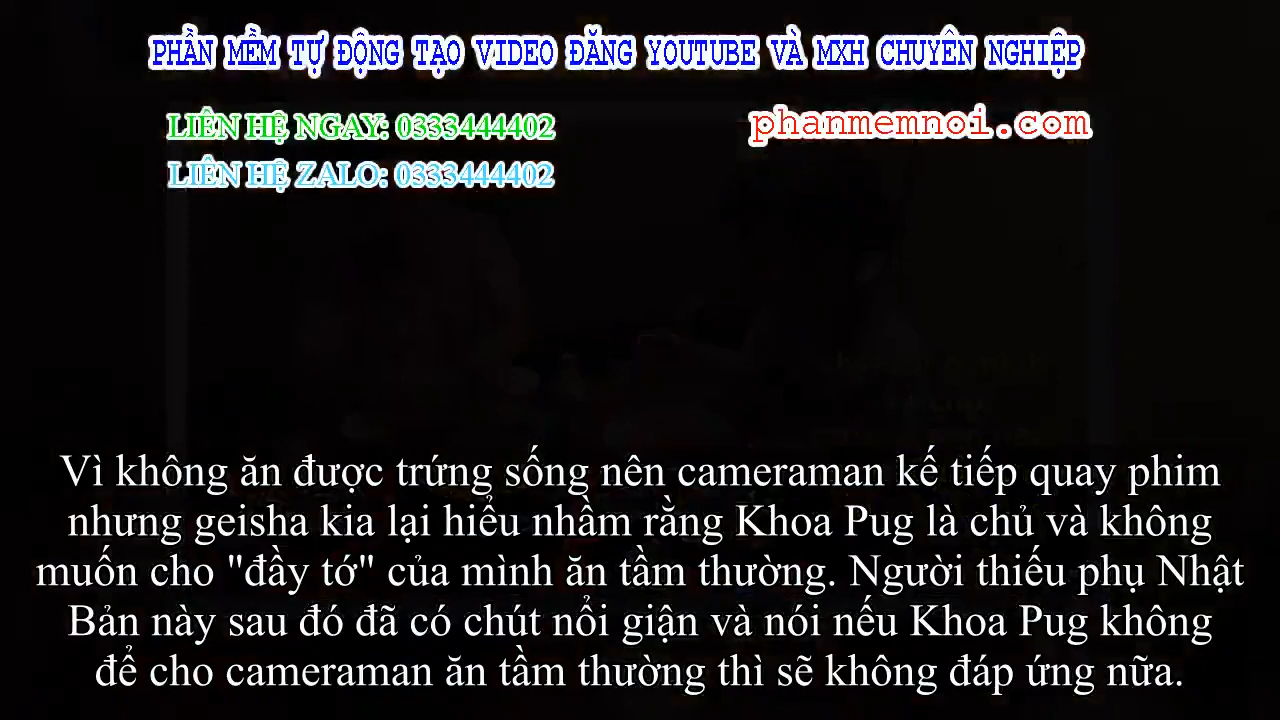 PHẦN MỀM TỰ ĐỘNG TẠO VIDEO ĐĂNG YOUTUBE VÀ MXH CHUYÊN NGHIỆP
LIÊN HỆ NGAY: 0333444402
phanmemnoi.com
LIÊN HỆ ZALO: 0333444402
Vì không ăn được trứng sống nên cameraman kế tiếp quay phim
nhưng geisha kia lại hiểu nhầm rằng Khoa Pug là chủ và không
muốn cho "đầy tớ" của mình ăn tầm thường. Người thiếu phụ Nhật
Bản này sau đó đã có chút nổi giận và nói nếu Khoa Pug không
để cho cameraman ăn tầm thường thì sẽ không đáp ứng nữa.